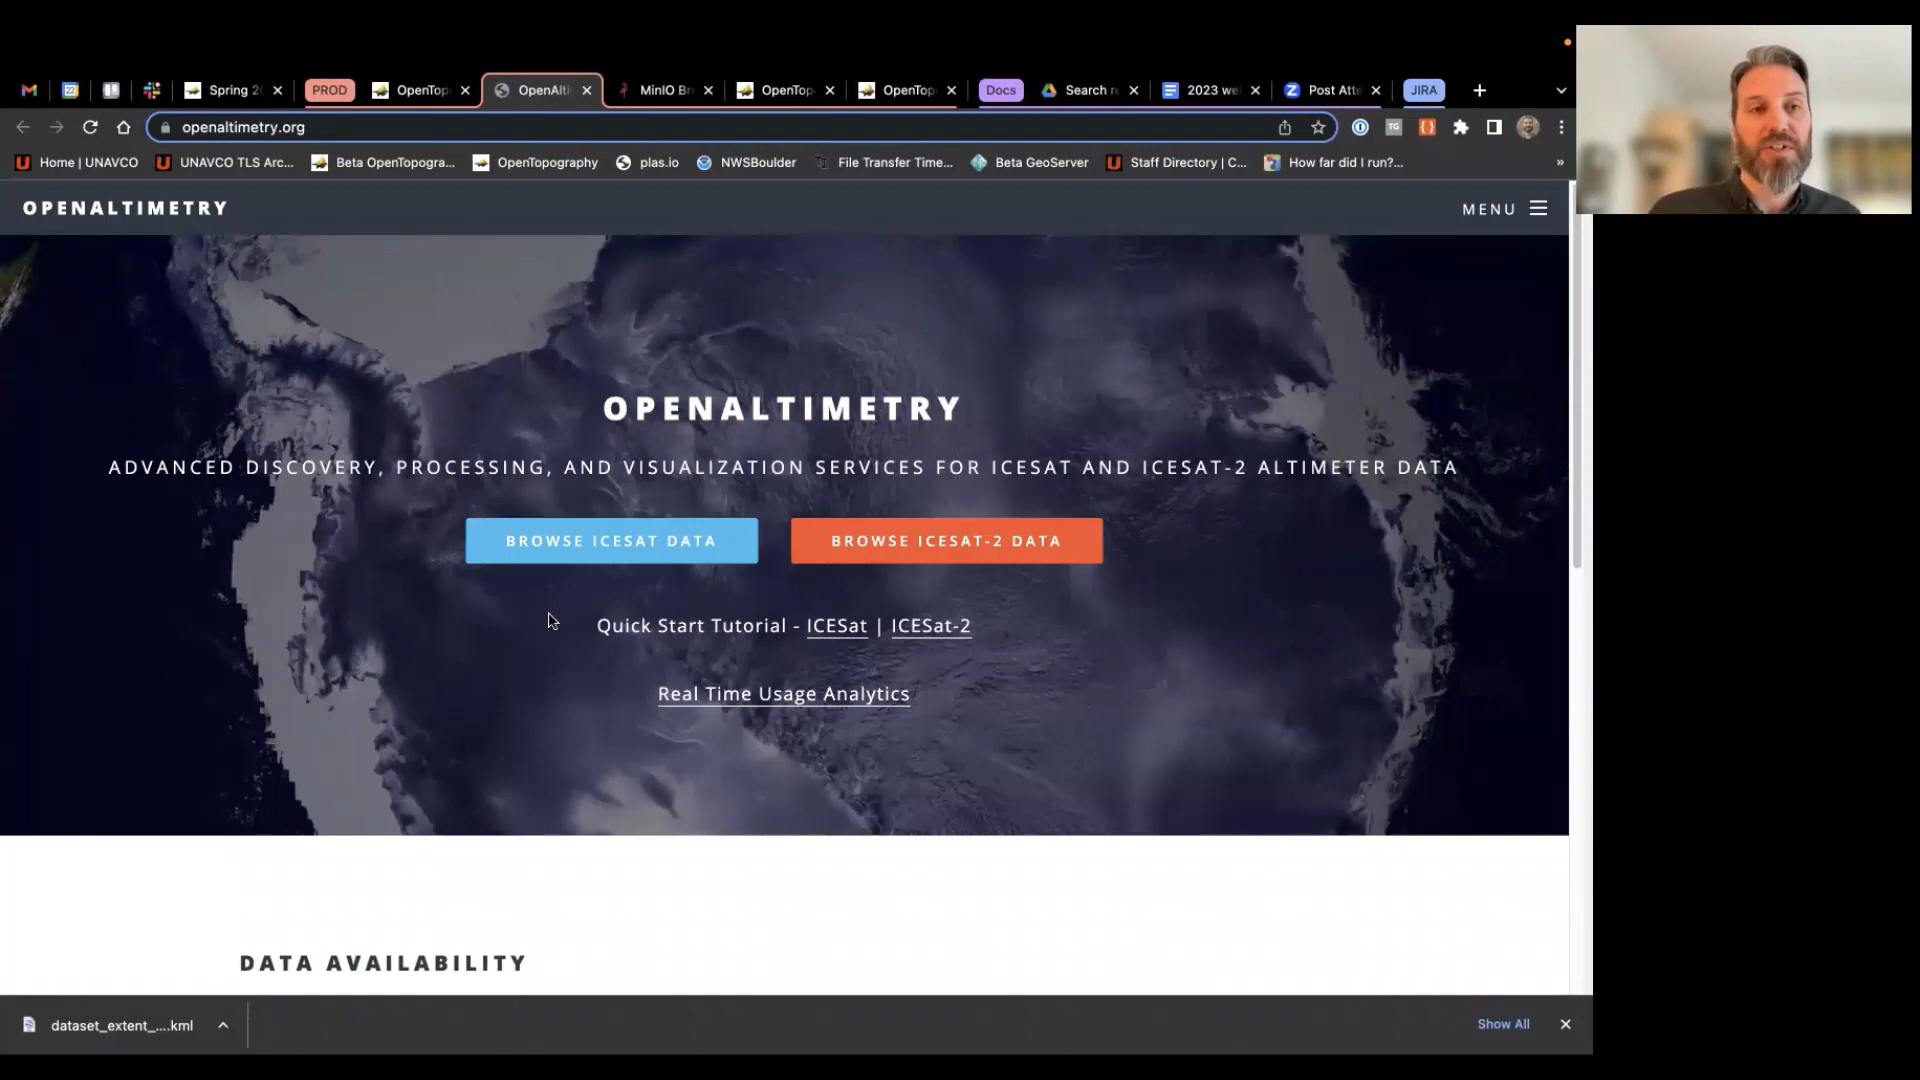 22 Spring 2 PROD OpenTop OpenAlti MinIO Br OpenTop OpenTop Docs Search r 2023 we Post Atte JIRA
openaltimetry.org TG
Home | UNAVCO UNAVCO TLS Arc... Beta OpenTopogra... OpenTopography plas.io NWSBoulder File Transfer Time... Beta GeoServer Staff Directory | C... How far did I run?... »
OPENALTIMETRY MENU
OPENALTIMETRY
ADVANCED DISCOVERY, PROCESSING, AND VISUALIZATION SERVICES FOR ICESAT AND ICESAT-2 ALTIMETER DATA
BROWSE ICESAT DATA BROWSE ICESAT-2 DATA
Quick Start Tutorial - ICESat | ICESat-2
Real Time Usage Analytics
DATA AVAILABILITY
dataset_extent_....kml Show All